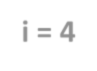 i = 4